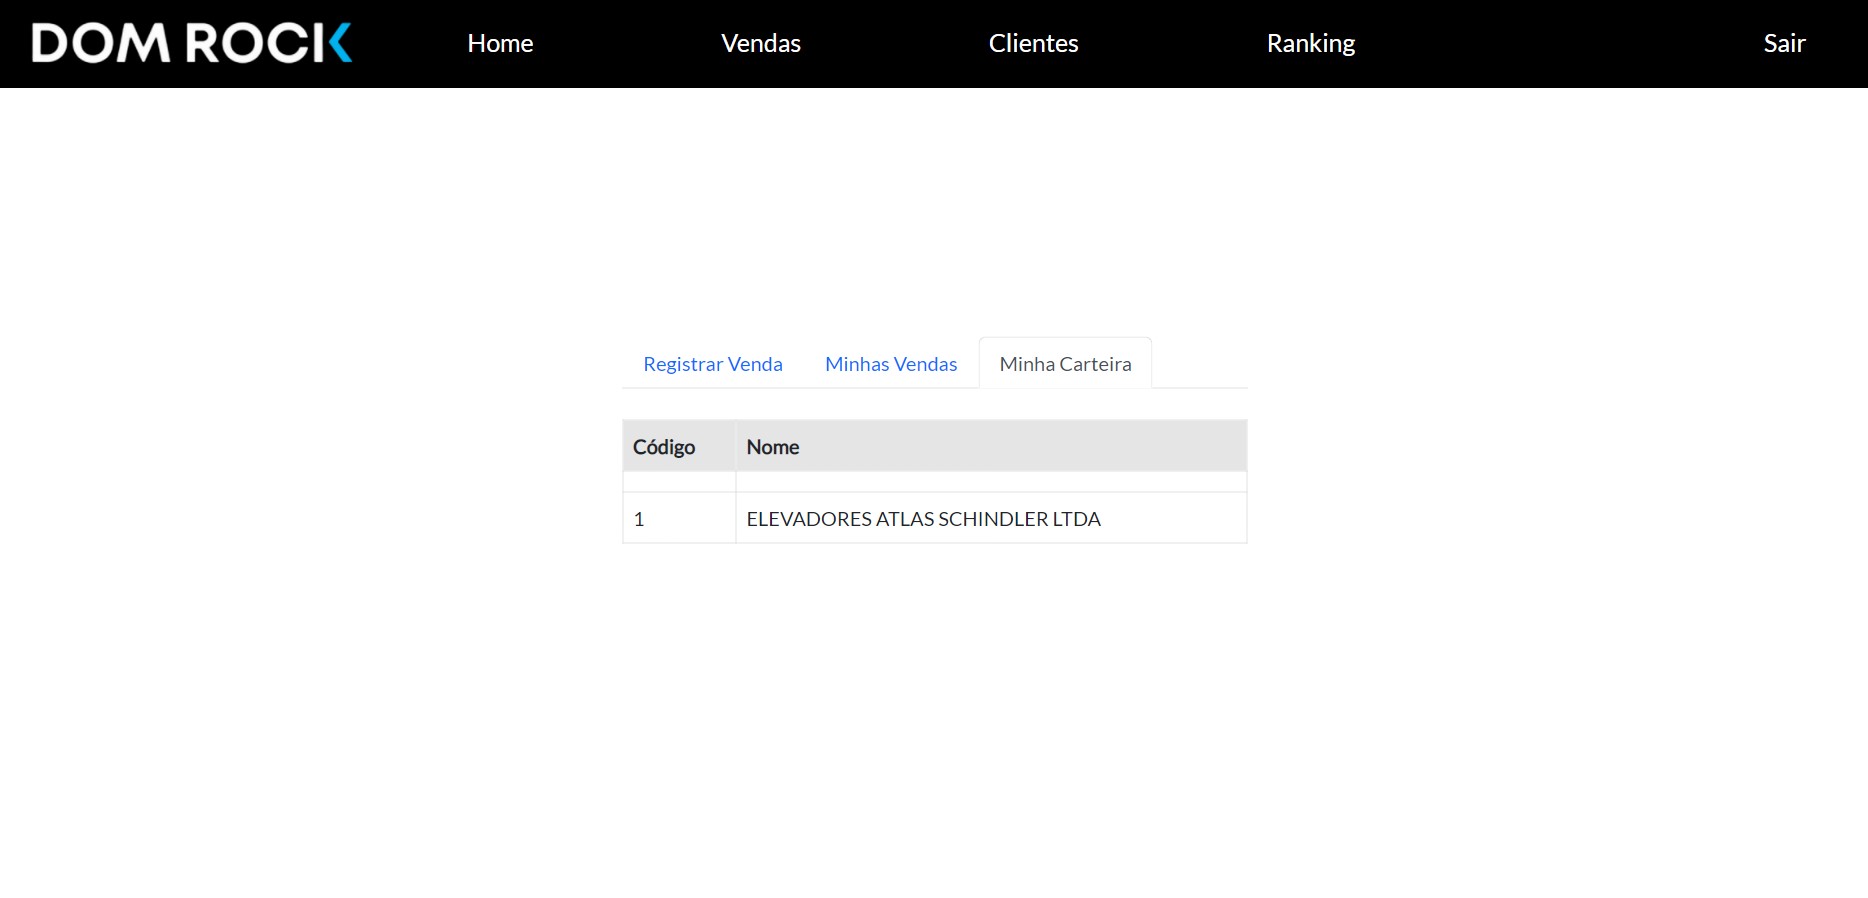 DOM ROCK Home Vendas Clientes Ranking Sair
Registrar Venda Minhas Vendas Minha Carteira
Código Nome
1 ELEVADORES ATLAS SCHINDLER LTDA